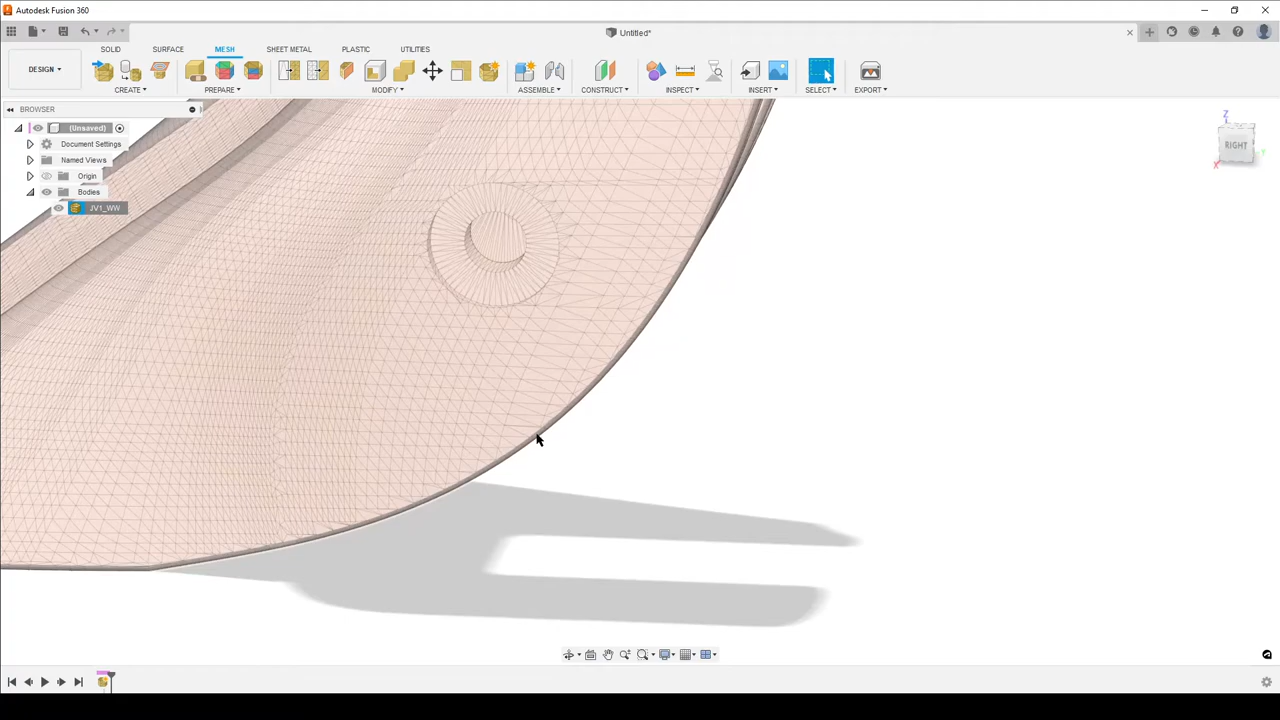 Autodesk Fusion 360
Untitled*
SOLID SURFACE MESH SHEET METAL PLASTIC UTILITIES
DESIGN
CREATE PREPARE MODIFY ASSEMBLE CONSTRUCT INSPECT INSERT SELECT EXPORT
BROWSER
(Unsaved)
Document Settings
Named Views
Origin
Bodies
JV1_WW
Z
RIGHT
X
Y